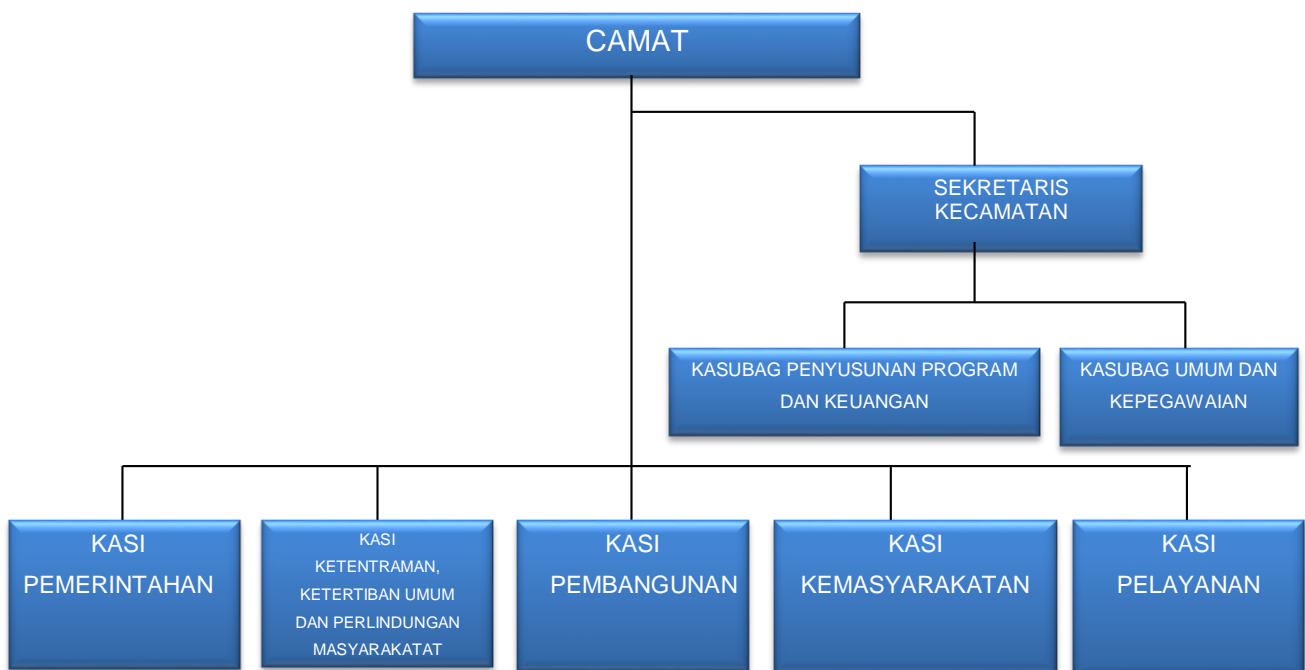 CAMAT
SEKRETARIS
KECAMATAN
KASUBAG PENYUSUNAN PROGRAM
DAN KEUANGAN
KASUBAG UMUM DAN
KEPEGAWAIAN
KASI
PEMERINTAHAN
KASI
KETENTRAMAN,
KETERTIBAN UMUM
DAN PERLINDUNGAN
MASYARAKATAT
KASI
PEMBANGUNAN
KASI
KEMASYARAKATAN
KASI
PELAYANAN